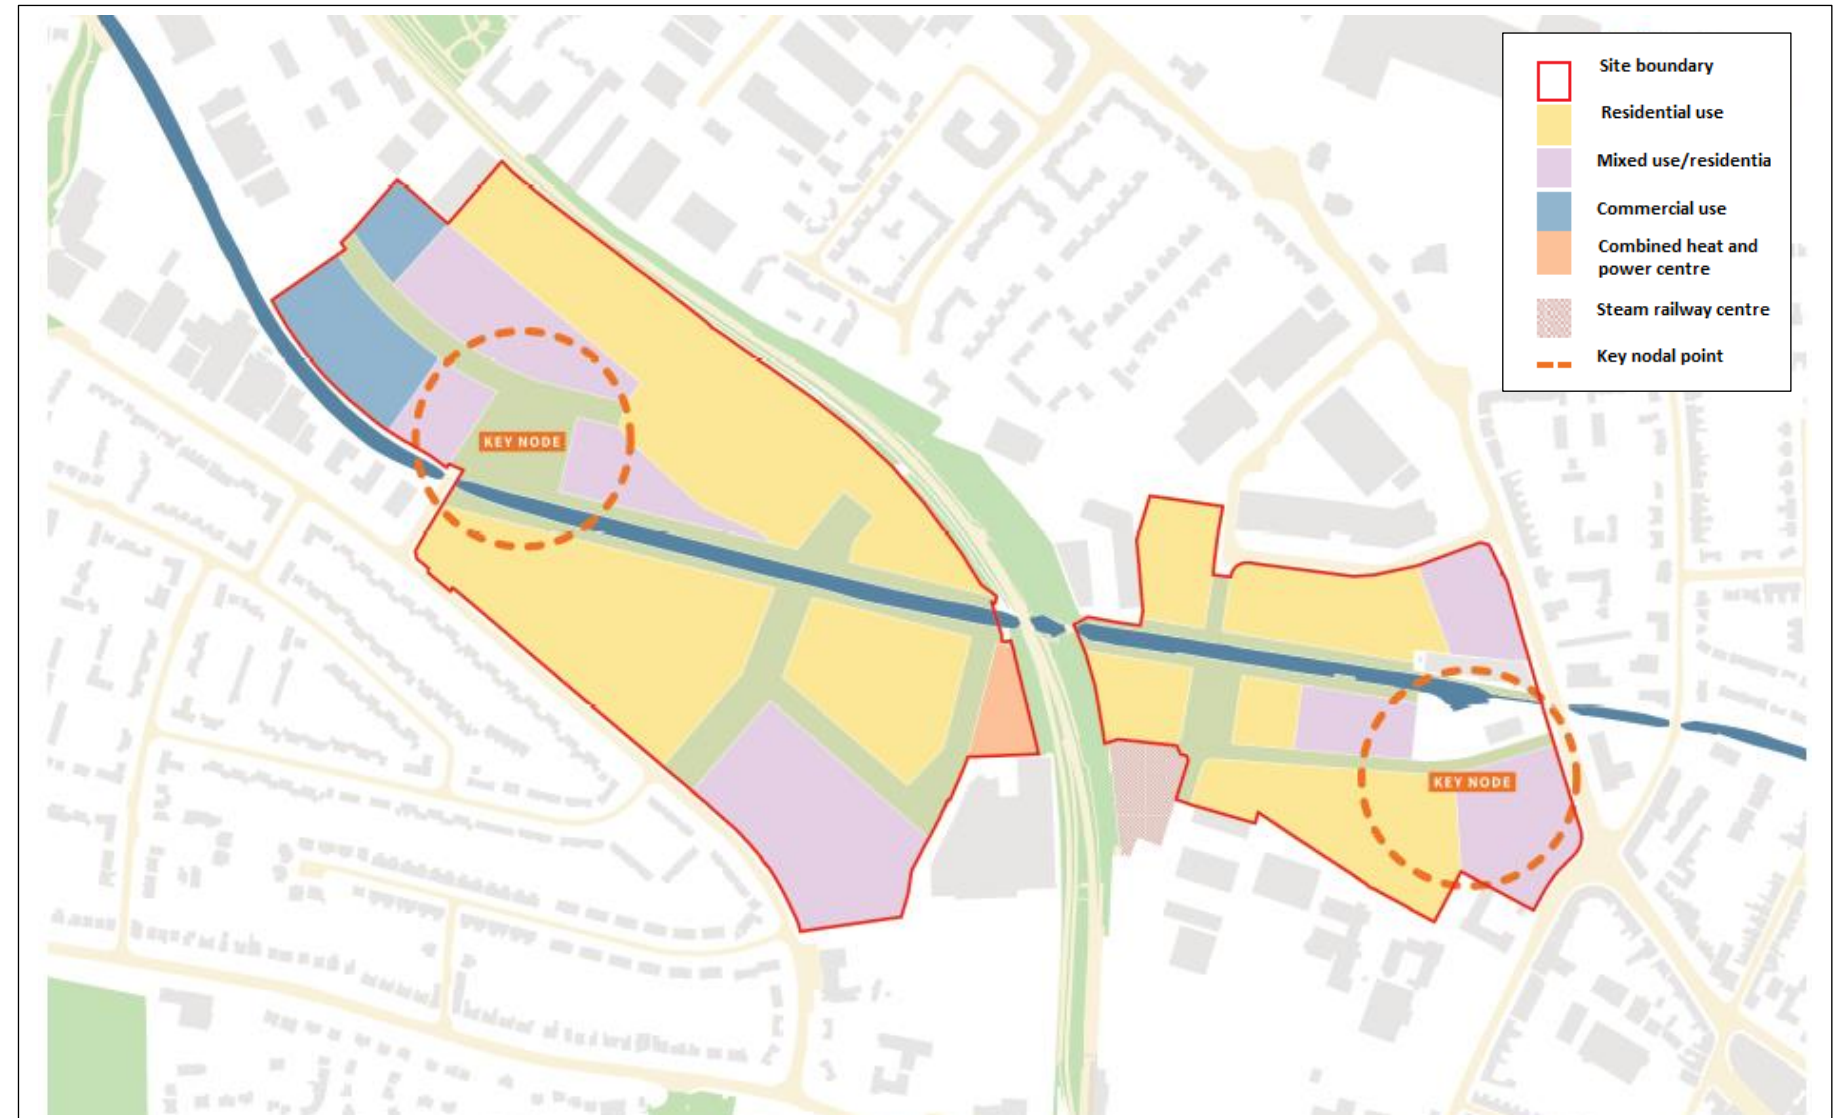 Site boundary
Residential use
Mixed use/residentia
Commercial use
Combined heat and
power centre
Steam railway centre
Key nodal point
KEY NODE
KEY NODE